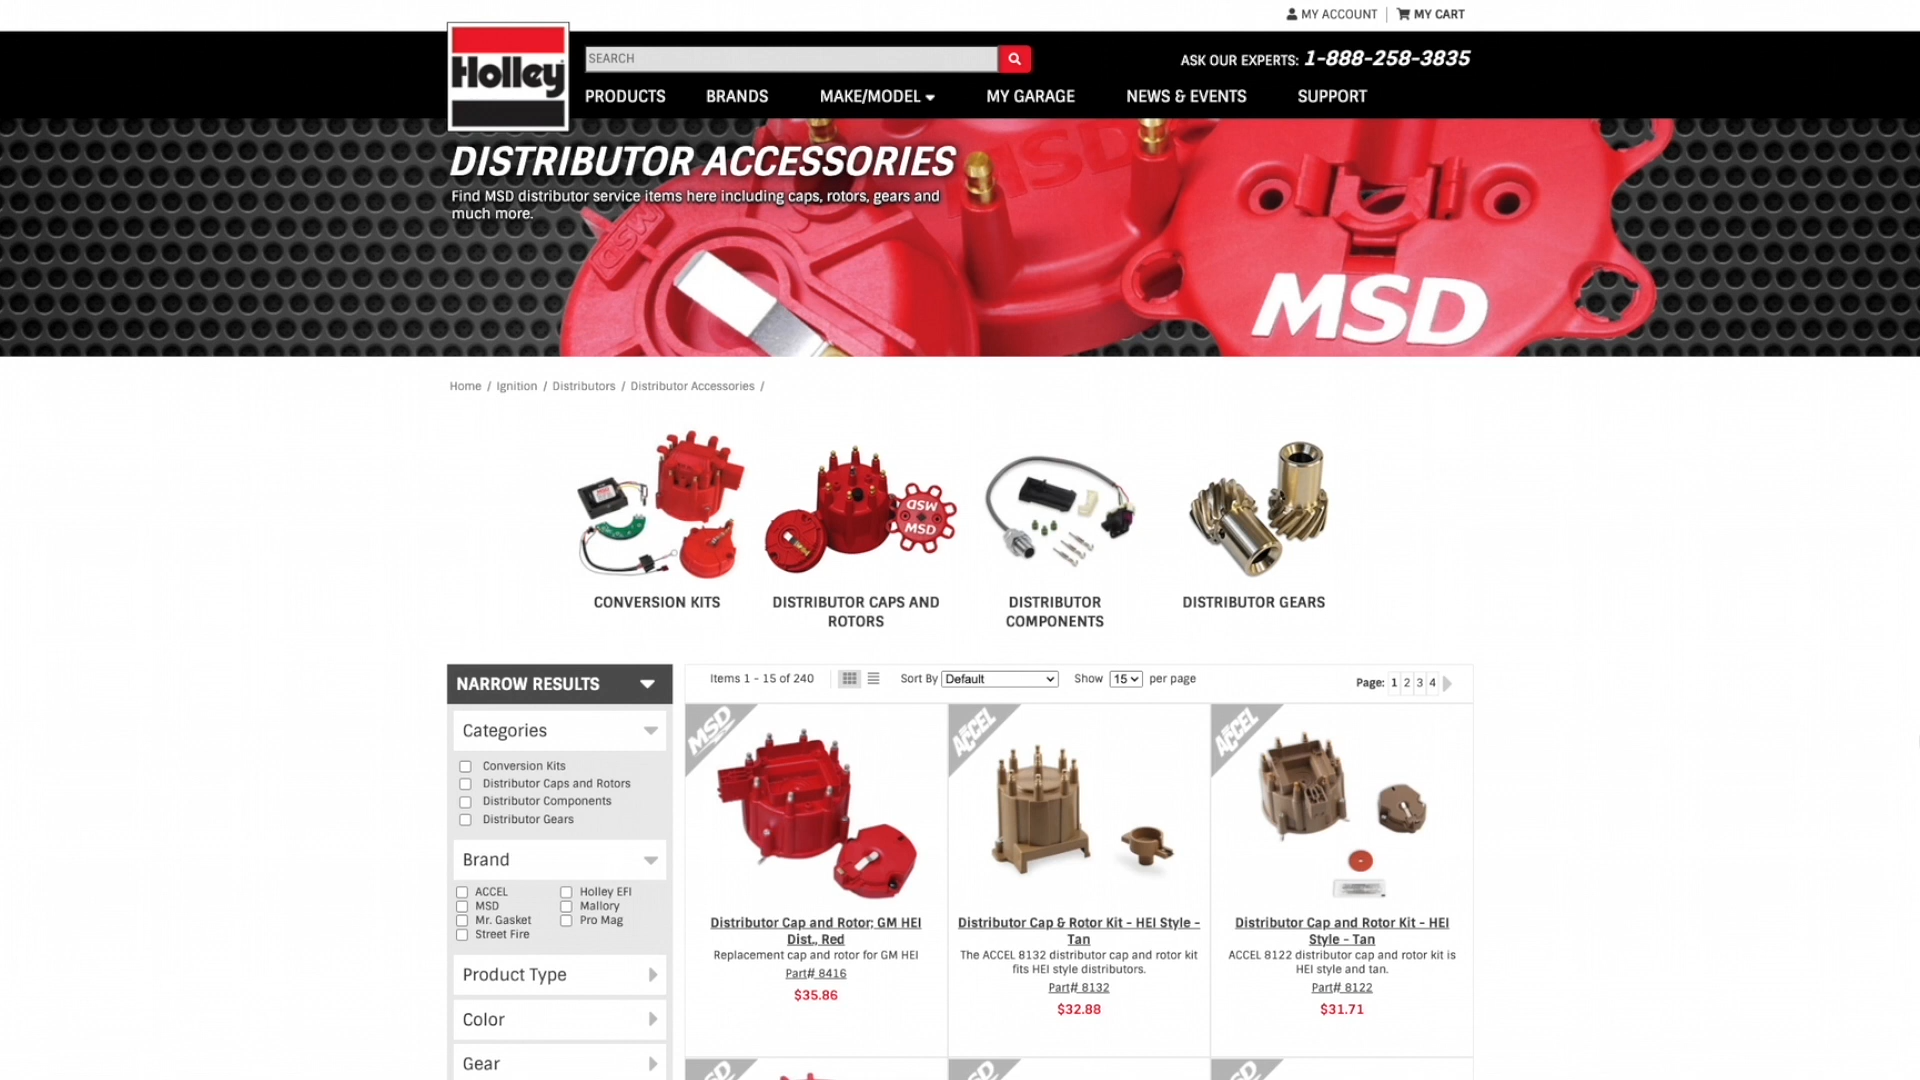 MY ACCOUNT
MY CART
Holley
SEARCH
ASK OUR EXPERTS: 1-888-258-3835
PRODUCTS
BRANDS
MAKE/MODEL
MY GARAGE
NEWS & EVENTS
SUPPORT
DISTRIBUTOR ACCESSORIES
Find MSD distributor service items here including caps, rotors, gears and
much more.
MSD
MSD
MSD
Home / Ignition / Distributors / Distributor Accessories /
MSD
MSD
CONVERSION KITS
DISTRIBUTOR CAPS AND
ROTORS
DISTRIBUTOR
COMPONENTS
DISTRIBUTOR GEARS
NARROW RESULTS
Items 1 - 15 of 240
Sort By Default
Show 15 per page
Page: 1 2 3 4
Categories
Conversion Kits
Distributor Caps and Rotors
Distributor Components
Distributor Gears
Brand
ACCEL
Holley EFI
MSD
Mallory
Mr. Gasket
Pro Mag
Street Fire
Product Type
Color
Gear
MSD
Distributor Cap and Rotor; GM HEI
Dist., Red
Replacement cap and rotor for GM HEI
Part# 8416
$35.86
ACCEL
Distributor Cap & Rotor Kit - HEI Style -
Tan
The ACCEL 8132 distributor cap and rotor kit
fits HEI style distributors.
Part# 8132
$32.88
ACCEL
Distributor Cap and Rotor Kit - HEI
Style - Tan
ACCEL 8122 distributor cap and rotor kit is
HEI style and tan.
Part# 8122
$31.71